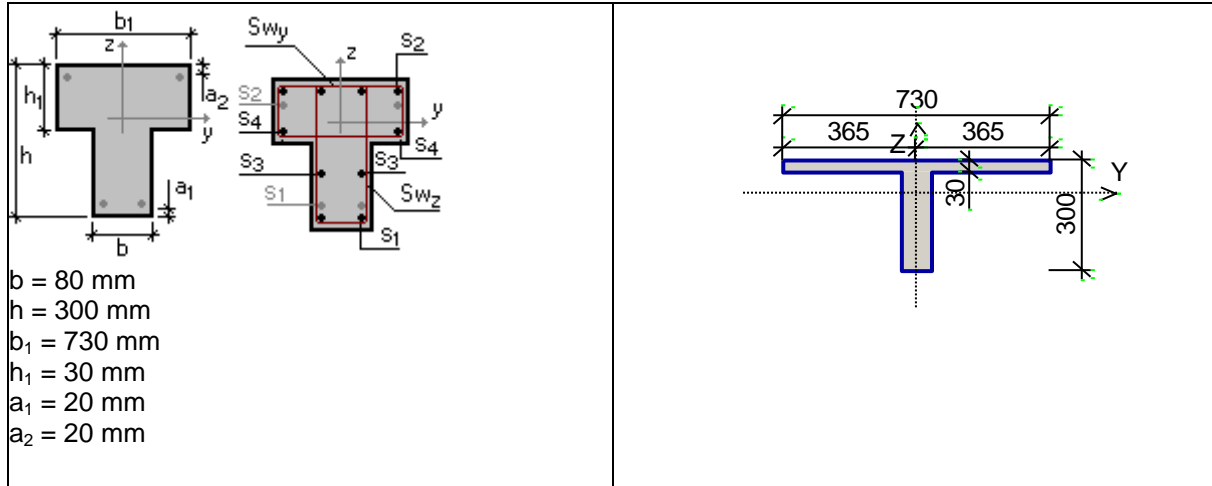 b₁
z
h₁
a₂
y
h
a₁
b
Swy
z
S₂
S₂
y
S₄
S₄
S₃
S₃
S₁
Swz
S₁
b = 80 mm
h = 300 mm
b₁ = 730 mm
h₁ = 30 mm
a₁ = 20 mm
a₂ = 20 mm
730
365
365
Z
Y
30
300